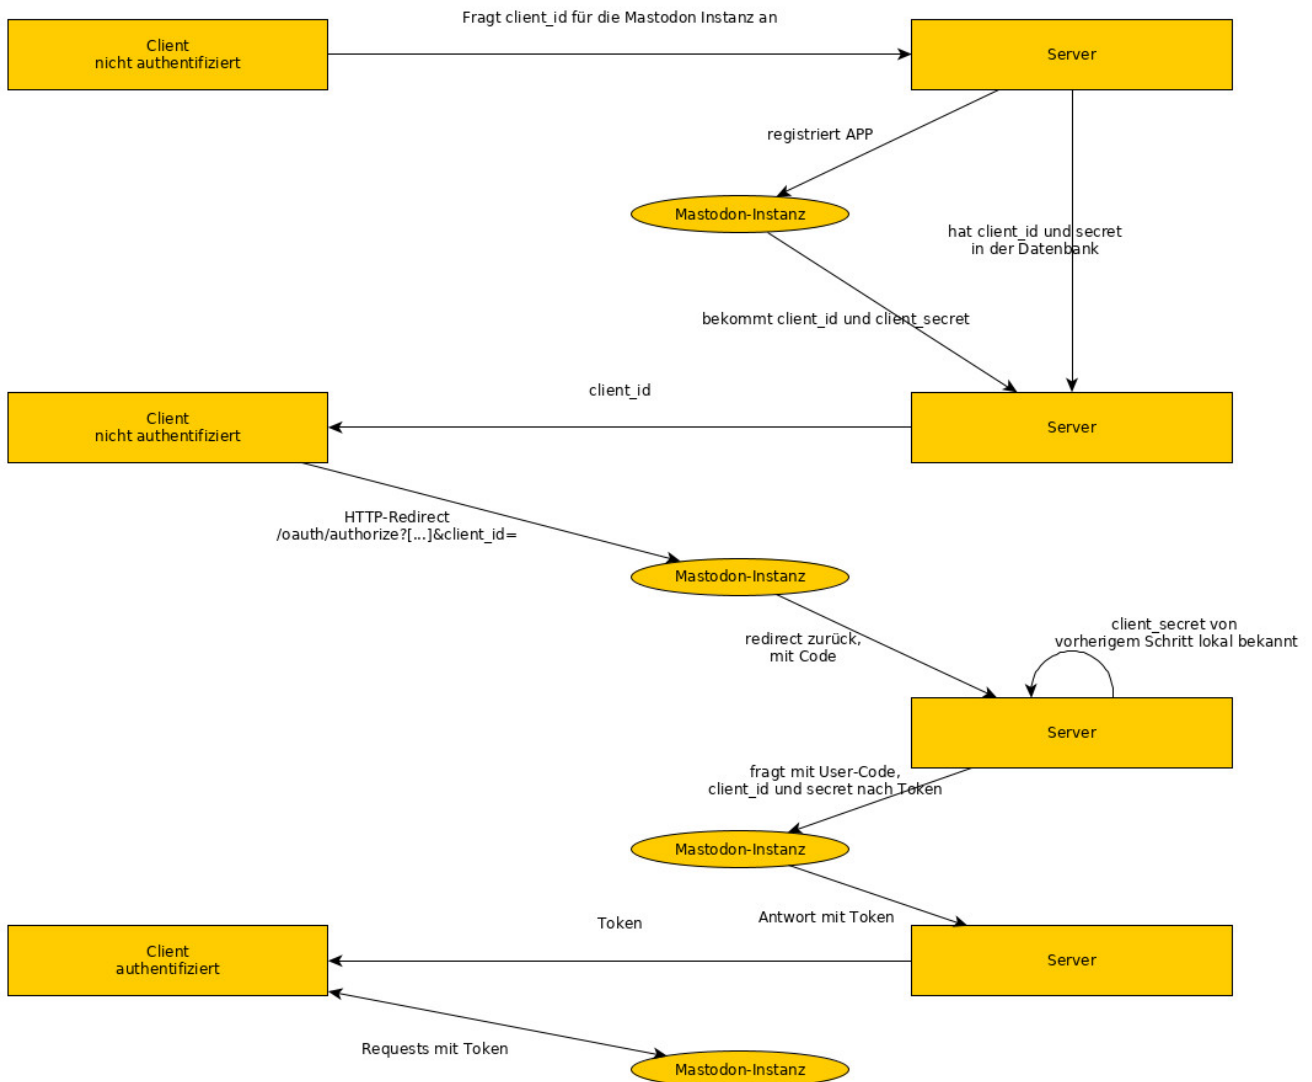 Fragt client_id für die Mastodon Instanz an
Client
nicht authentifiziert
Server
registriert APP
Mastodon-Instanz
hat client_id und secret
in der Datenbank
bekommt client_id und client_secret
client_id
Client
nicht authentifiziert
Server
HTTP-Redirect
/oauth/authorize?[...]&client_id=
Mastodon-Instanz
redirect zurück,
mit Code
client_secret von
vorherigem Schritt lokal bekannt
Server
fragt mit User-Code,
client_id und secret nach Token
Mastodon-Instanz
Antwort mit Token
Token
Client
authentifiziert
Server
Requests mit Token
Mastodon-Instanz